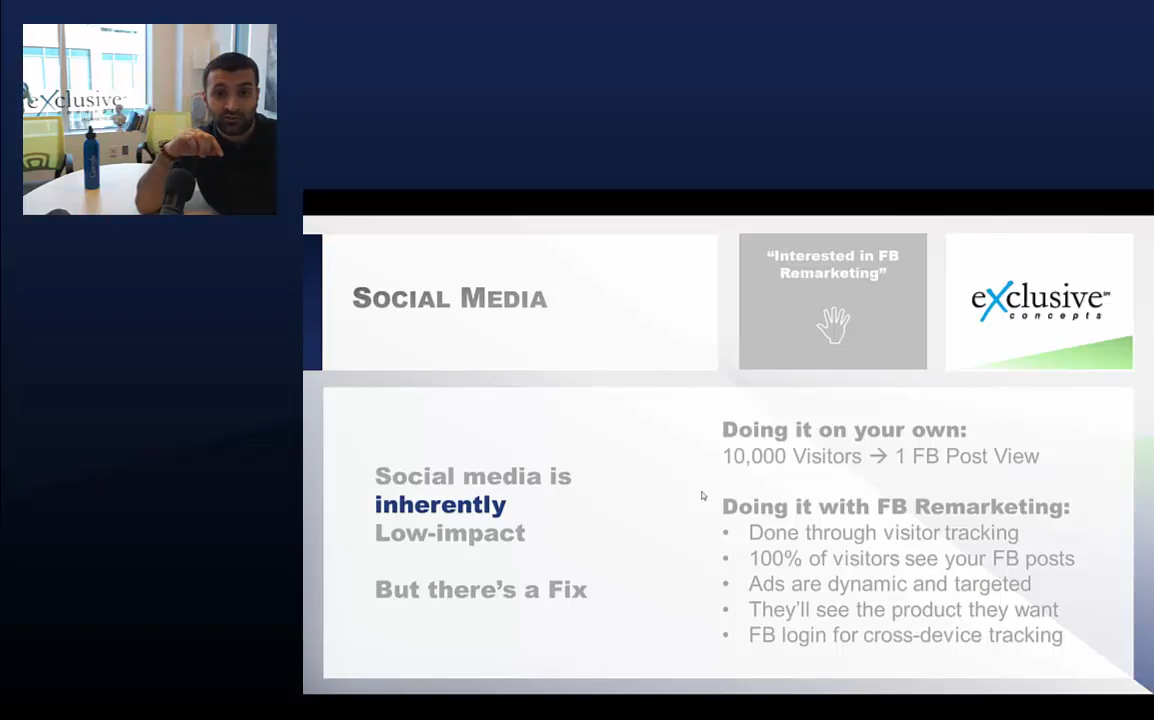 exclusive
Google
SOCIAL MEDIA
“Interested in FB
Remarketing”
exclusive℠
concepts
Social media is
inherently
Low-impact
But there’s a Fix
Doing it on your own:
10,000 Visitors → 1 FB Post View
Doing it with FB Remarketing:
• Done through visitor tracking
• 100% of visitors see your FB posts
• Ads are dynamic and targeted
• They’ll see the product they want
• FB login for cross-device tracking